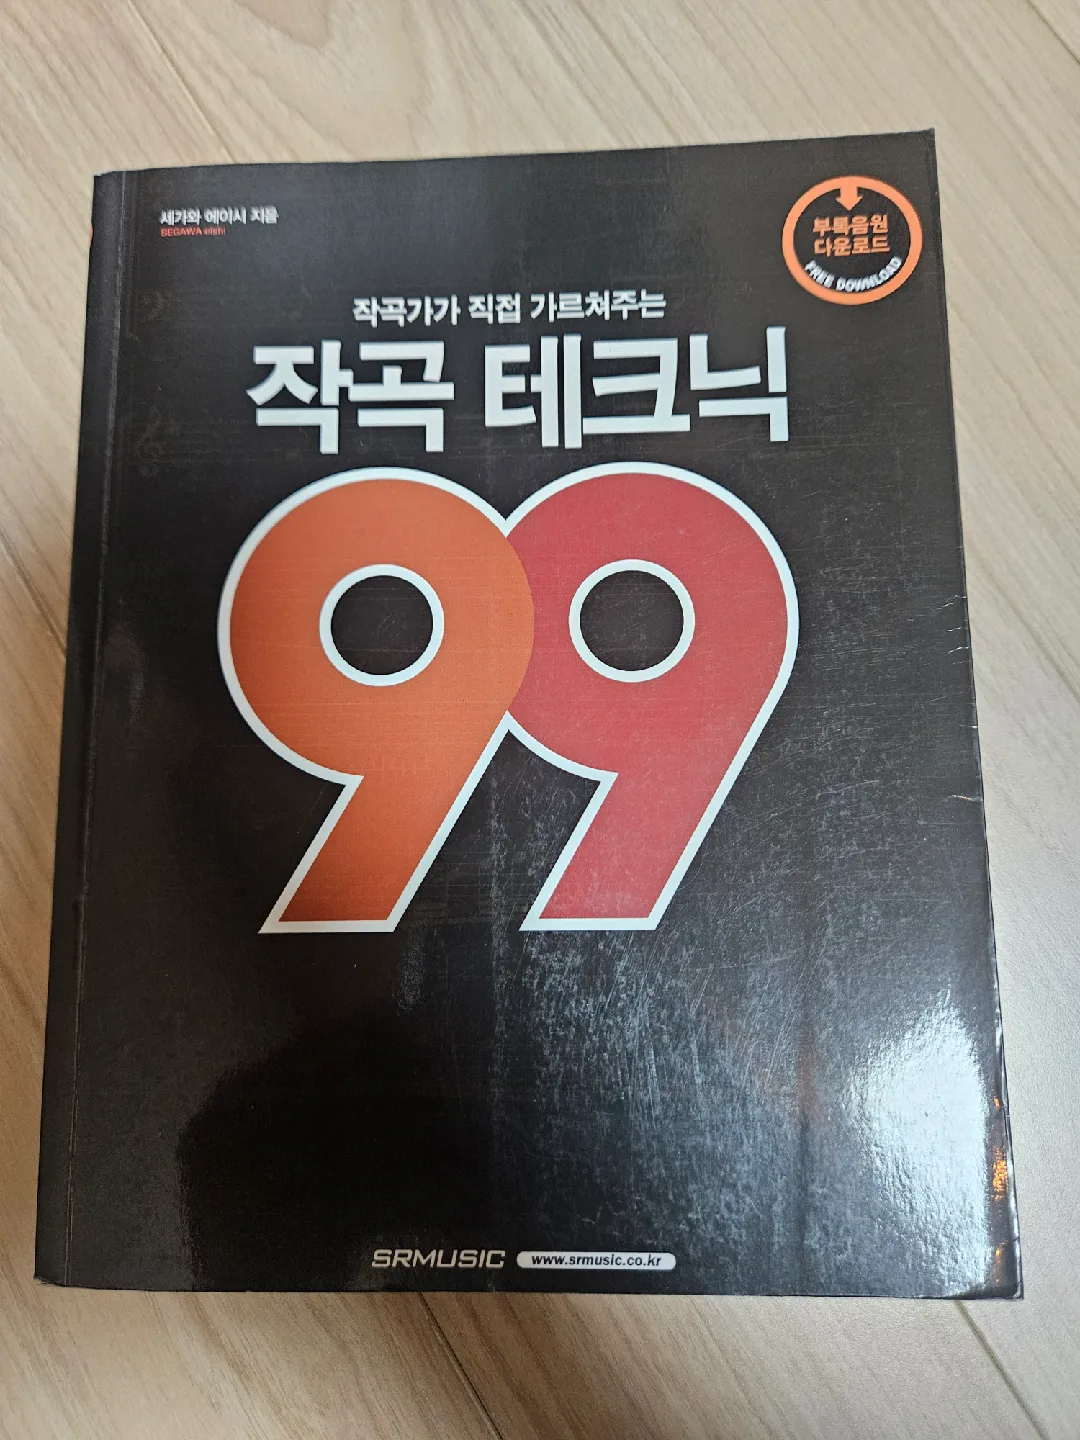 세가와 에이시 지음
SEGAWA eishi
부록음원
다운로드
FREE DOWNLOAD
작곡가가 직접 가르쳐주는
작곡 테크닉
99
SRMUSIC www.srmusic.co.kr